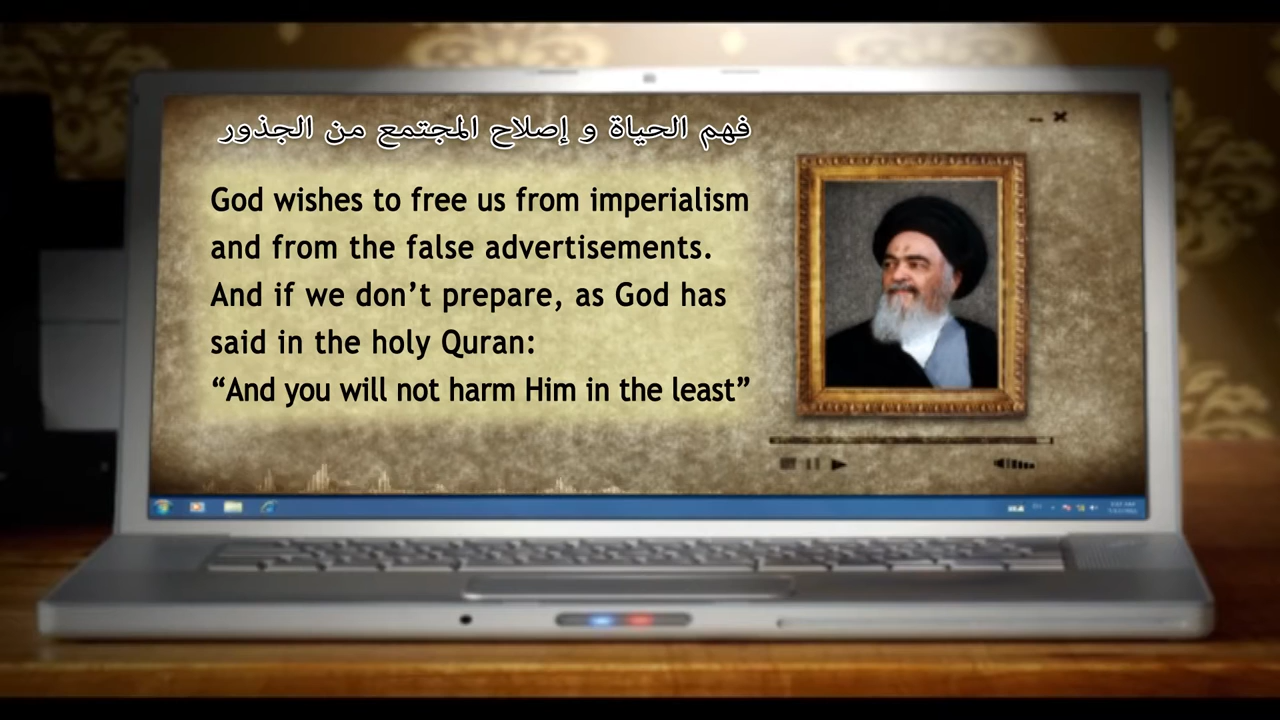 فهم الحياة و إصلاح المجتمع من الجذور
God wishes to free us from imperialism
and from the false advertisements.
And if we don’t prepare, as God has
said in the holy Quran:
“And you will not harm Him in the least”